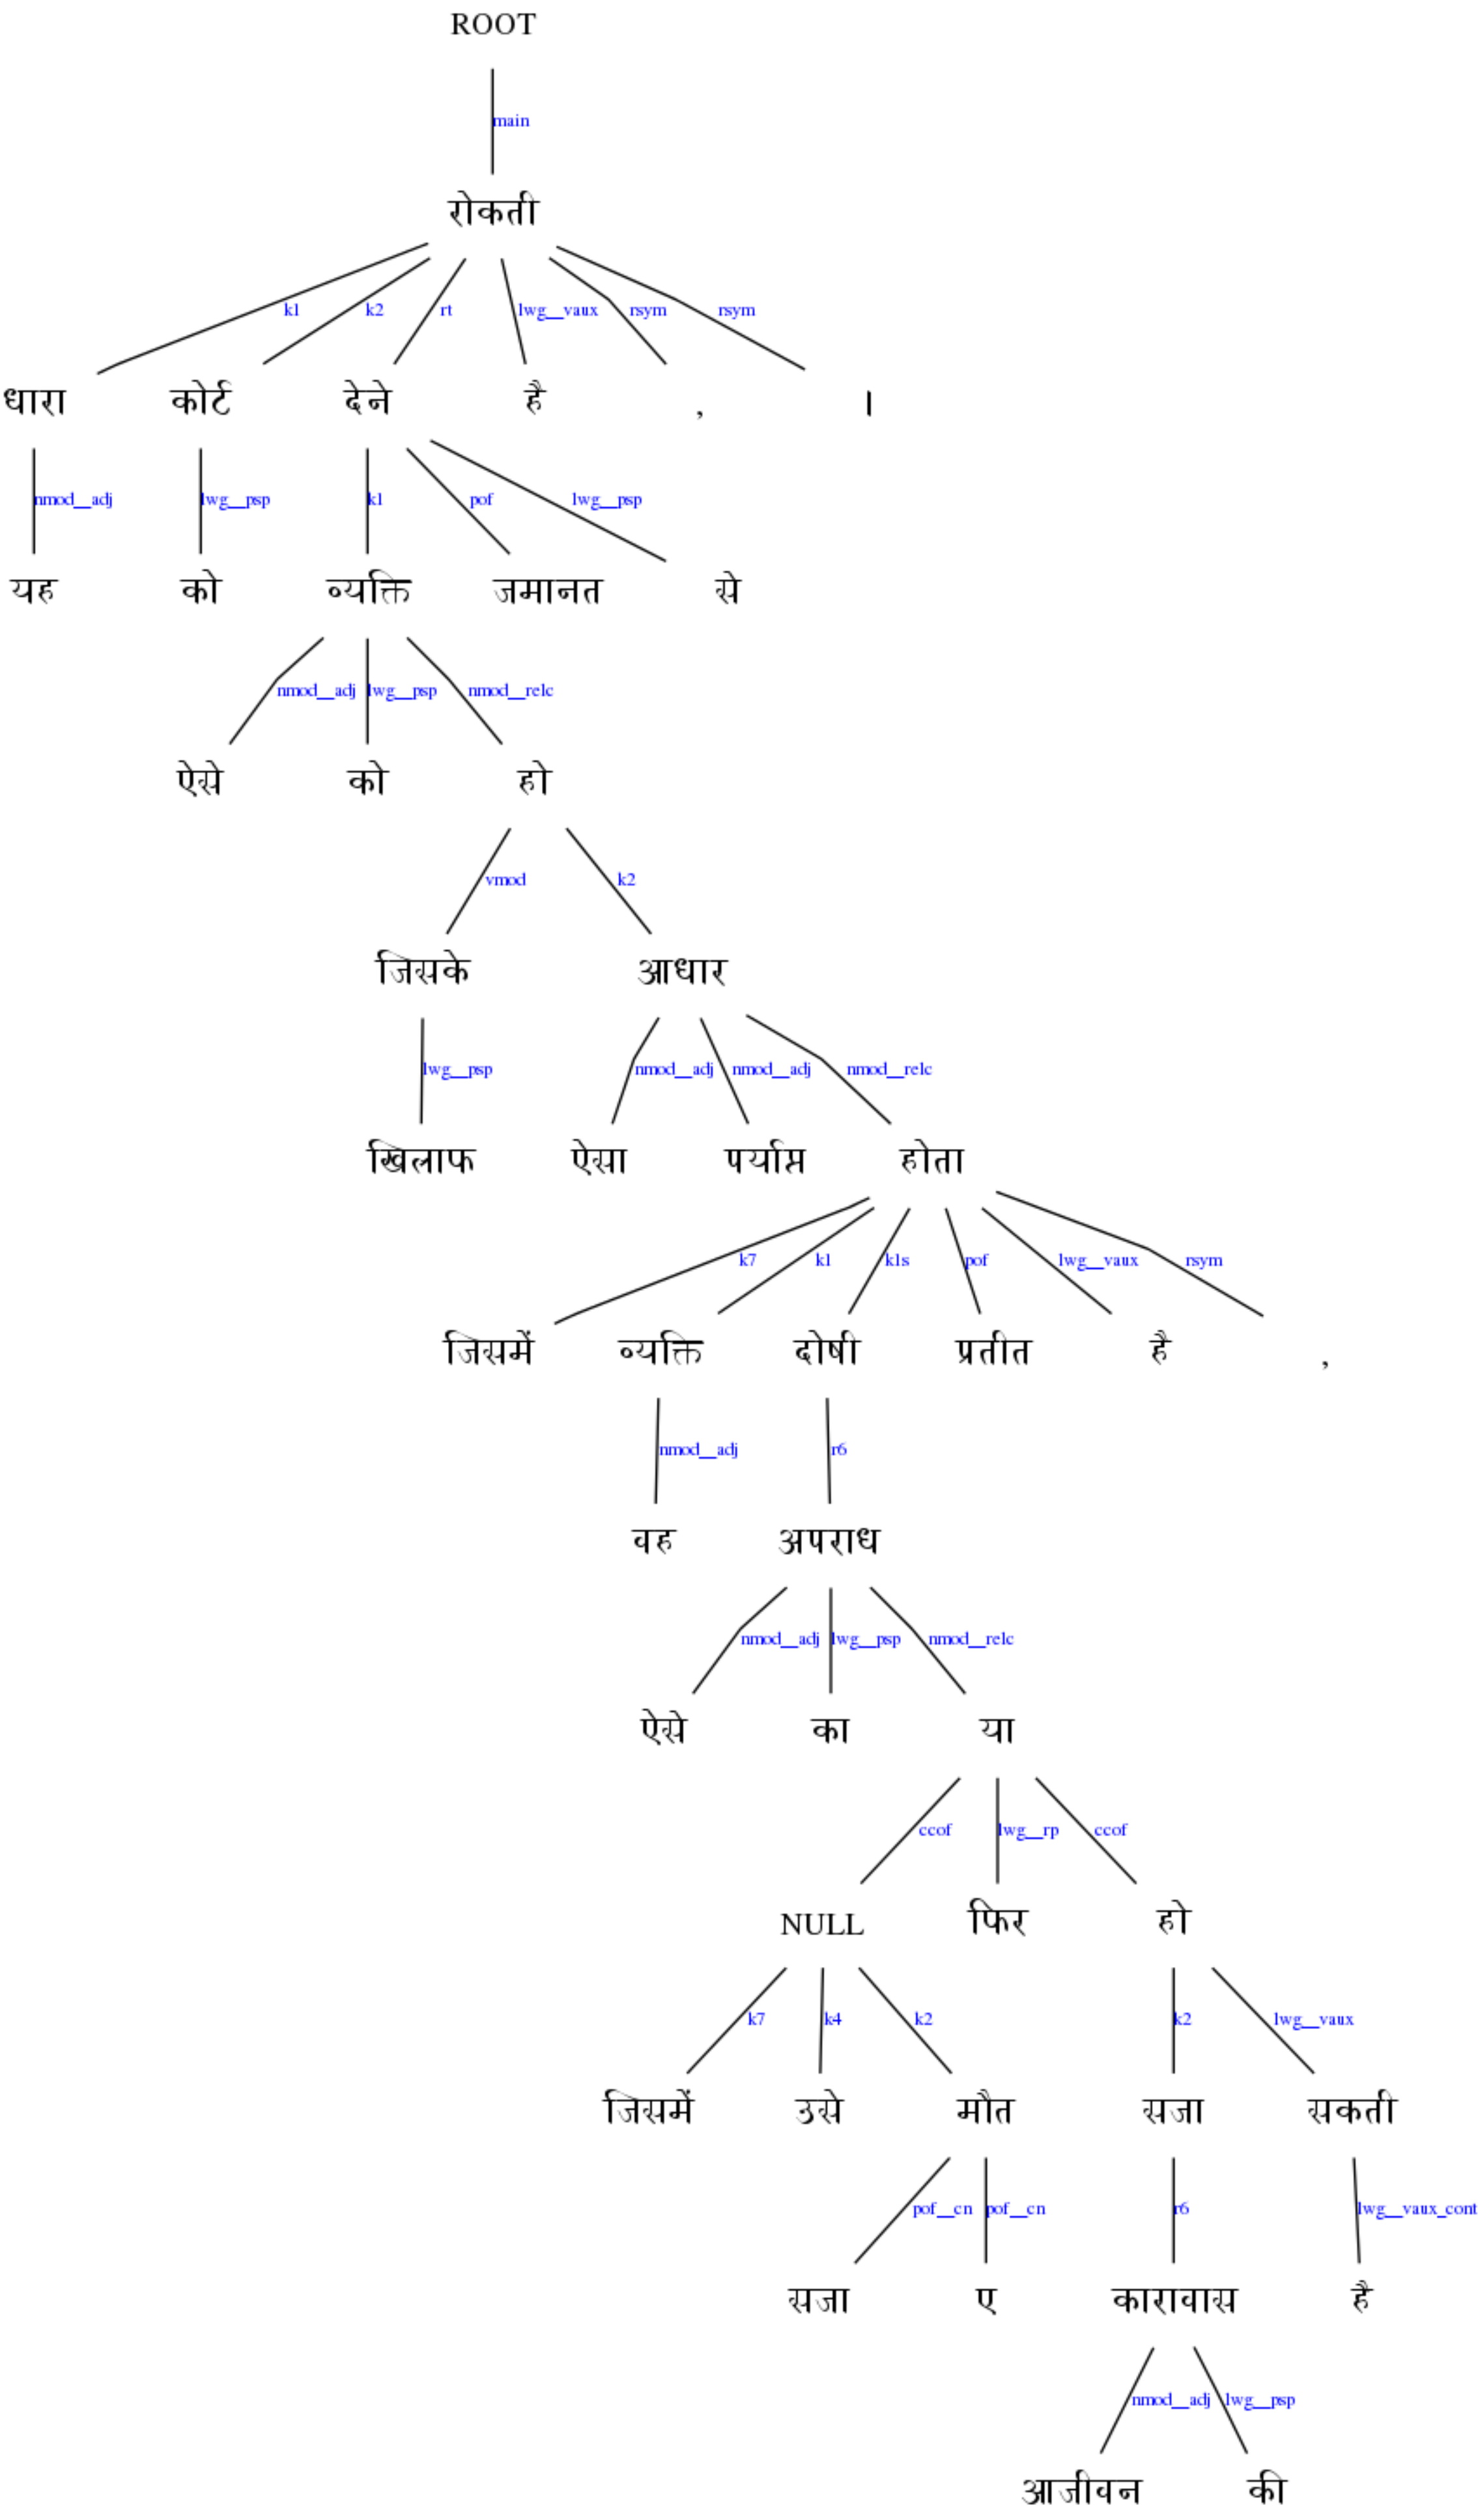 ROOT
main
रोकती
k1 k2 rt lwg__vaux rsym rsym
धारा कोर्ट देने है , ।
nmod__adj lwg__psp k1 pof lwg__psp
यह को व्यक्ति जमानत से
nmod__adj lwg__psp nmod__relc
ऐसे को हो
vmod k2
जिसके आधार
lwg__psp nmod__adj nmod__adj nmod__relc
खिलाफ ऐसा पर्याप्त होता
k7 k1 k1s pof lwg__vaux rsym
जिसमें व्यक्ति दोषी प्रतीत है ,
nmod__adj r6
वह अपराध
nmod__adj lwg__psp nmod__relc
ऐसे का या
ccof lwg__rp ccof
NULL फिर हो
k7 k4 k2 k2 lwg__vaux
जिसमें उसे मौत सजा सकती
pof__cn pof__cn r6 lwg__vaux_cont
सजा ए कारावास है
nmod__adj lwg__psp
आजीवन की